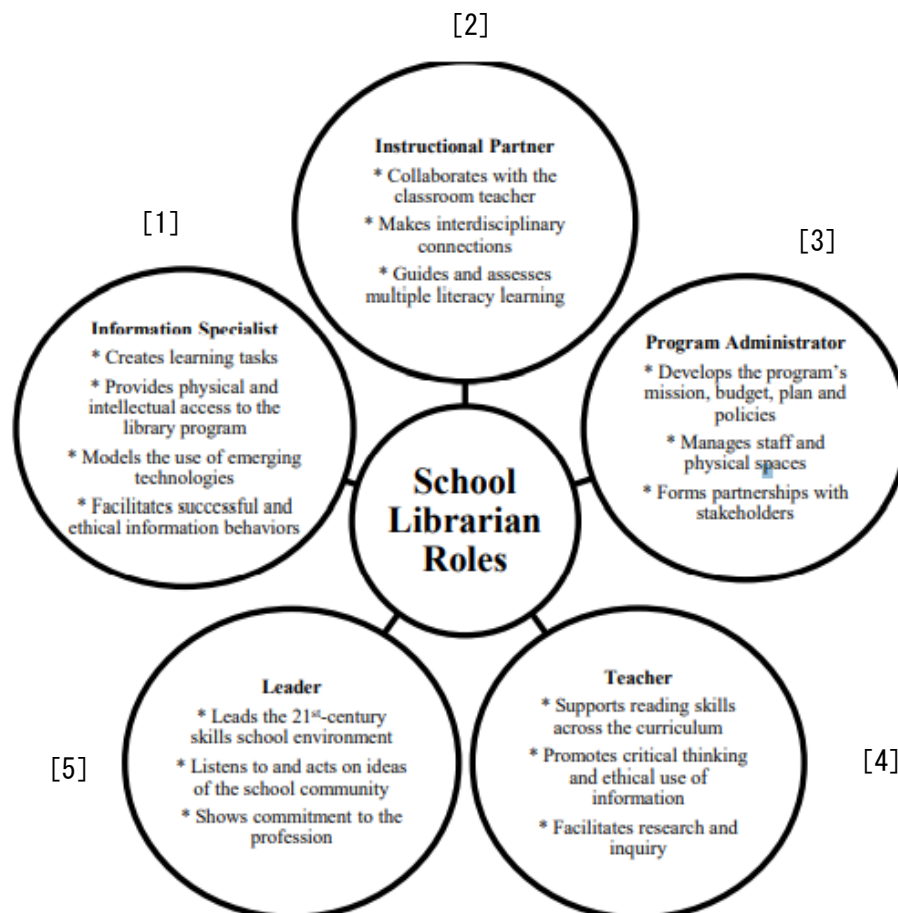 [2]
Instructional Partner
* Collaborates with the
classroom teacher
* Makes interdisciplinary
connections
* Guides and assesses
multiple literacy learning
[1]
Information Specialist
* Creates learning tasks
* Provides physical and
intellectual access to the
library program
* Models the use of emerging
technologies
* Facilitates successful and
ethical information behaviors
[3]
Program Administrator
* Develops the program's
mission, budget, plan and
policies
* Manages staff and
physical spaces
* Forms partnerships with
stakeholders
School
Librarian
Roles
[5]
Leader
* Leads the 21st-century
skills school environment
* Listens to and acts on ideas
of the school community
* Shows commitment to the
profession
[4]
Teacher
* Supports reading skills
across the curriculum
* Promotes critical thinking
and ethical use of
information
* Facilitates research and
inquiry